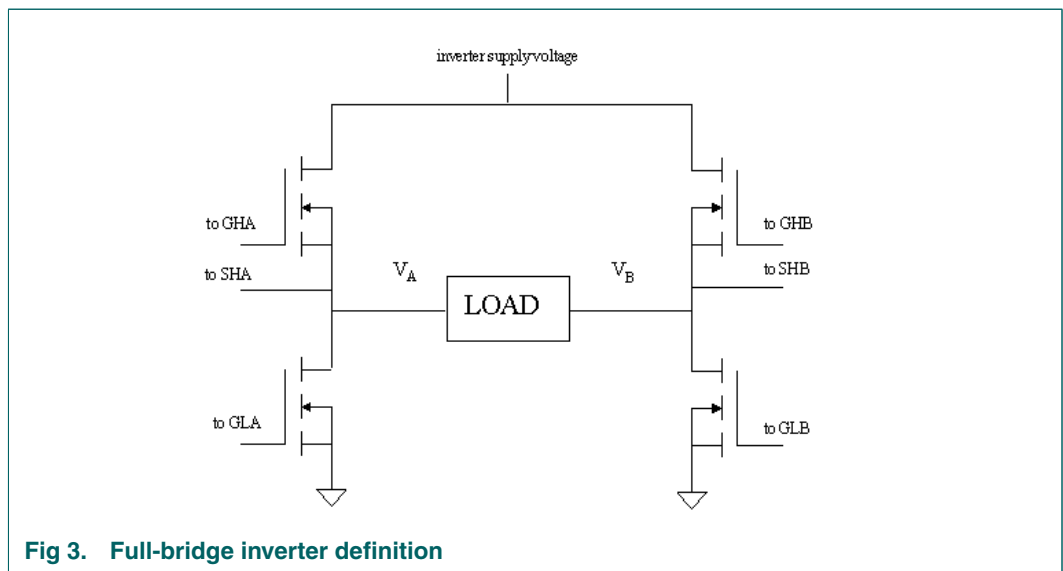 inverter supply voltage
to GHA
to GHB
to SHA
V_A
V_B
to SHB
LOAD
to GLA
to GLB
Fig 3. Full-bridge inverter definition